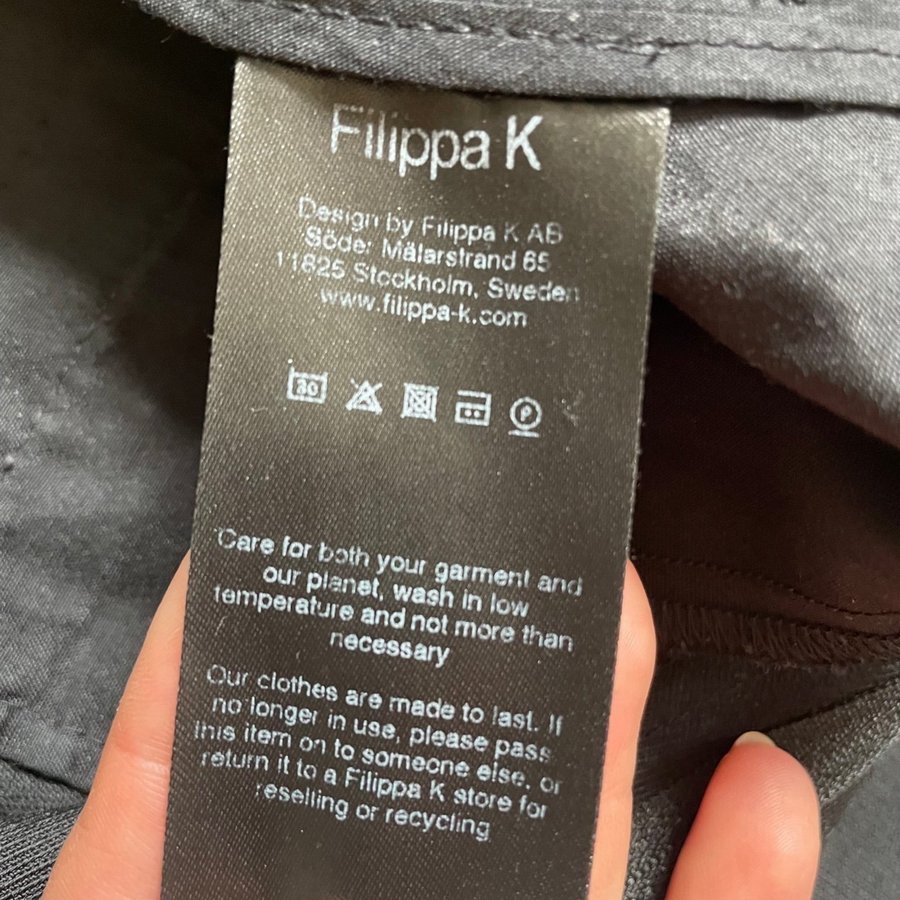 Filippa K
Design by Filippa K AB
Söder Mälarstrand 65
11825 Stockholm, Sweden
www.filippa-k.com
30
P
Care for both your garment and
our planet, wash in low
temperature and not more than
necessary
Our clothes are made to last. If
no longer in use, please pass
this item on to someone else, or
return it to a Filippa K store for
reselling or recycling